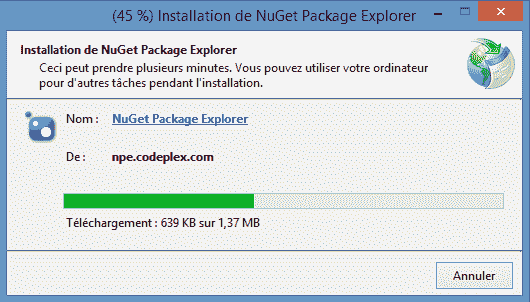 (45 %) Installation de NuGet Package Explorer
Installation de NuGet Package Explorer
Ceci peut prendre plusieurs minutes. Vous pouvez utiliser votre ordinateur
pour d'autres tâches pendant l'installation.
Nom : NuGet Package Explorer
De : npe.codeplex.com
Téléchargement : 639 KB sur 1,37 MB
Annuler